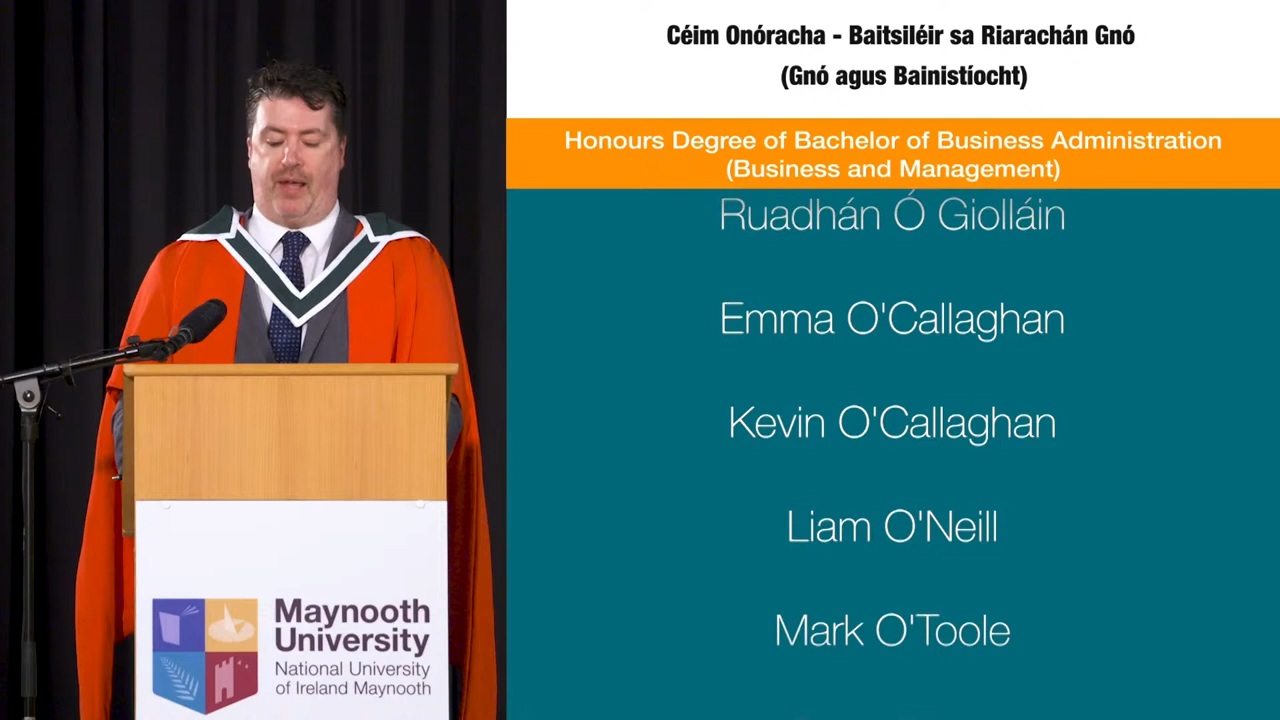 Céim Onóracha - Baitsiléir sa Riarachán Gnó
(Gnó agus Bainistíocht)
Honours Degree of Bachelor of Business Administration
(Business and Management)
Ruadhán Ó Giolláin
Emma O'Callaghan
Kevin O'Callaghan
Liam O'Neill
Mark O'Toole
Maynooth
University
National University
of Ireland Maynooth